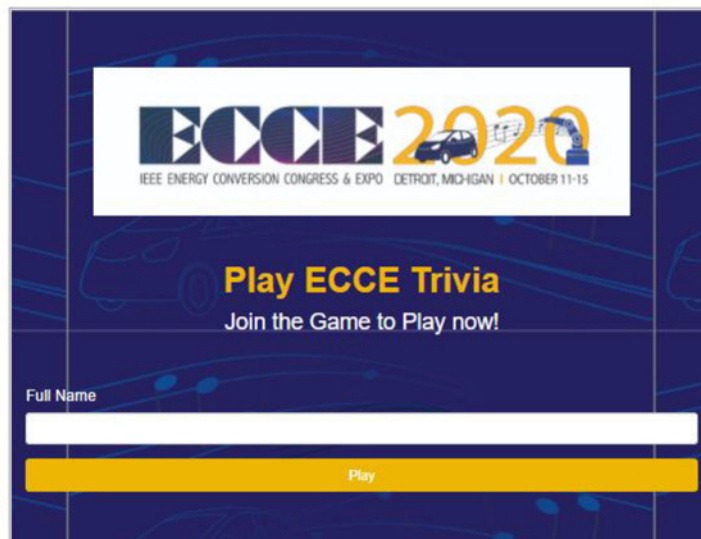 ECCE 2020
IEEE ENERGY CONVERSION CONGRESS & EXPO DETROIT, MICHIGAN | OCTOBER 11-15
Play ECCE Trivia
Join the Game to Play now!
Full Name
Play